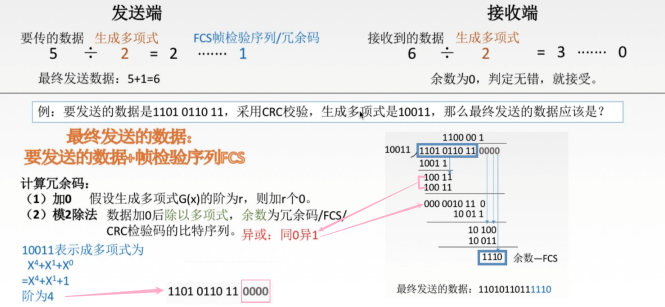 发送端
接收端
要传的数据 生成多项式 FCS帧检验序列/冗余码
5 ÷ 2 = 2 ······· 1
最终发送数据：5+1=6
接收到的数据 生成多项式
6 ÷ 2 = 3 ······· 0
余数为0，判定无错，就接受。
例：要发送的数据是1101 0110 11，采用CRC校验，生成多项式是10011，那么最终发送的数据应该是？
最终发送的数据：
要发送的数据+帧检验序列FCS
计算冗余码：
（1）加0 假设生成多项式G(x)的阶为r，则加r个0。
（2）模2除法 数据加0后除以多项式，余数为冗余码/FCS/
CRC检验码的比特序列。
异或：同0异1
10011表示成多项式为
X⁴+X¹+X⁰
=X⁴+X¹+1
阶为4
1101 0110 11 0000
1100 00 1
10011 1101 0110 11 0000
1001 1
100 11
100 11
000 0010 11 0
10 01 1
10 100
10 011
1110 余数—FCS
最终发送的数据：11010110111110